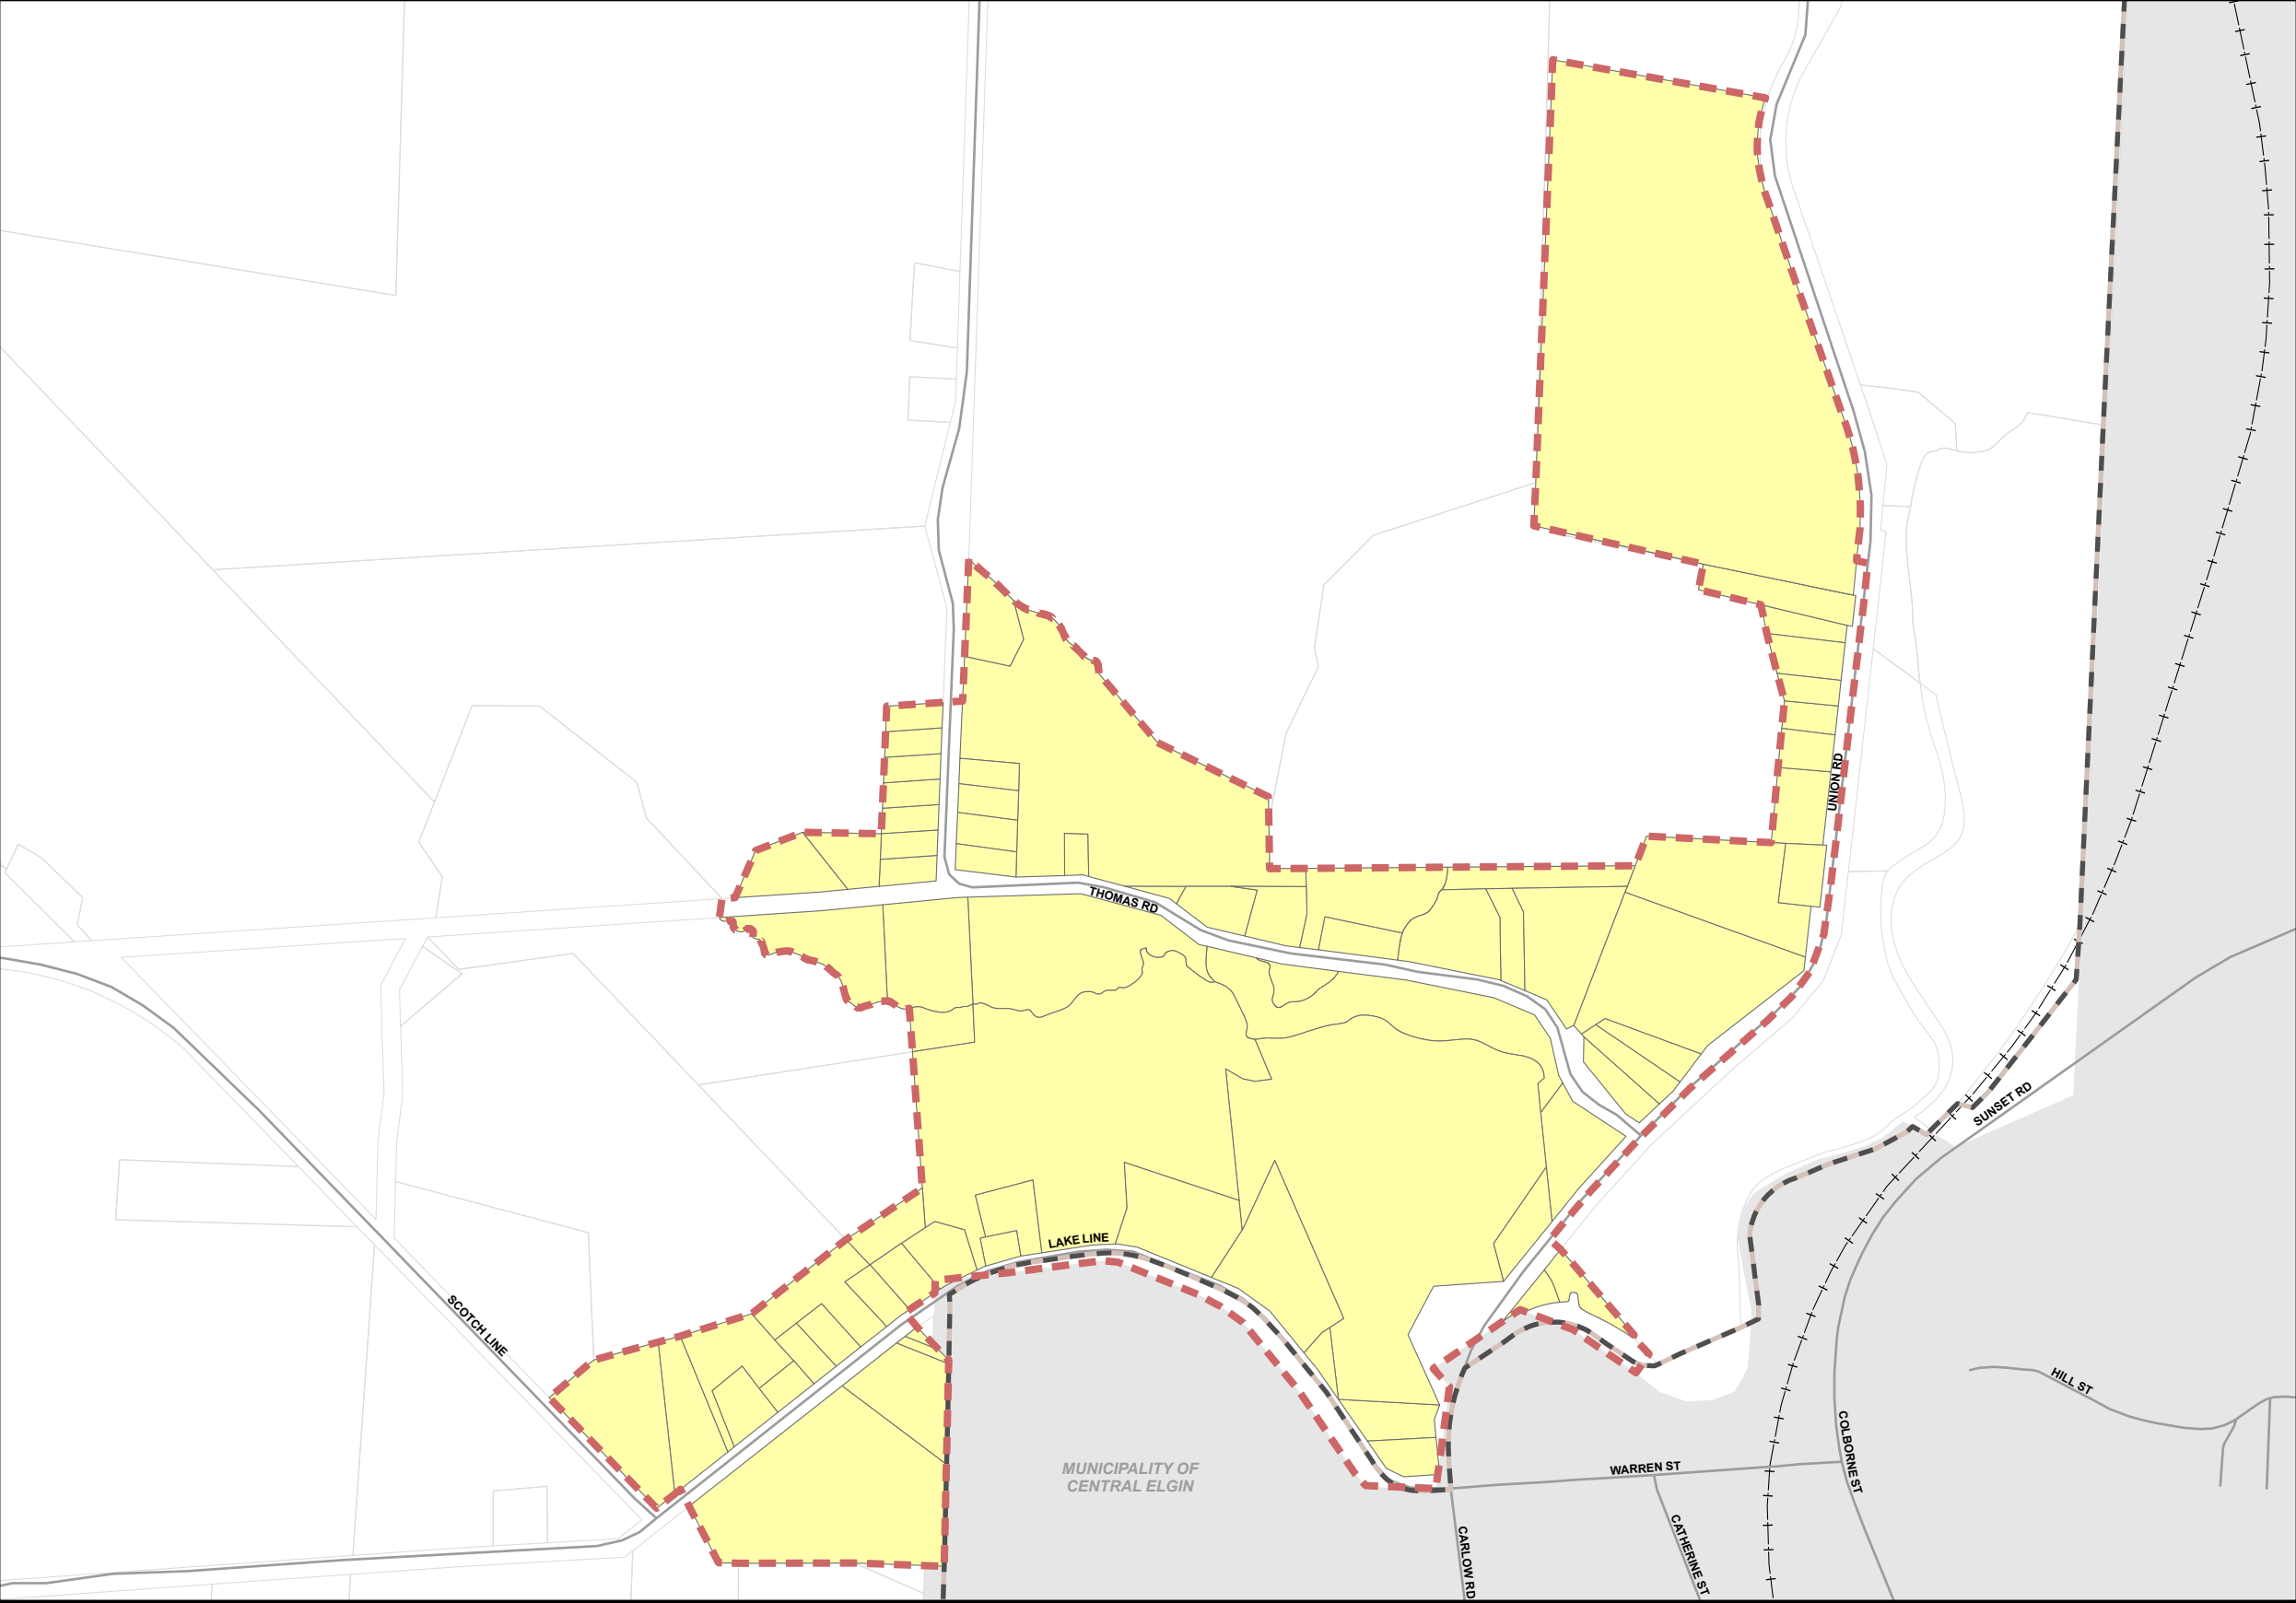 UNION RD
THOMAS RD
SUNSET RD
LAKE LINE
SCOTCH LINE
HILL ST
COLBORNE ST
MUNICIPALITY OF
CENTRAL ELGIN
WARREN ST
CATHERINE ST
CARLOW RD